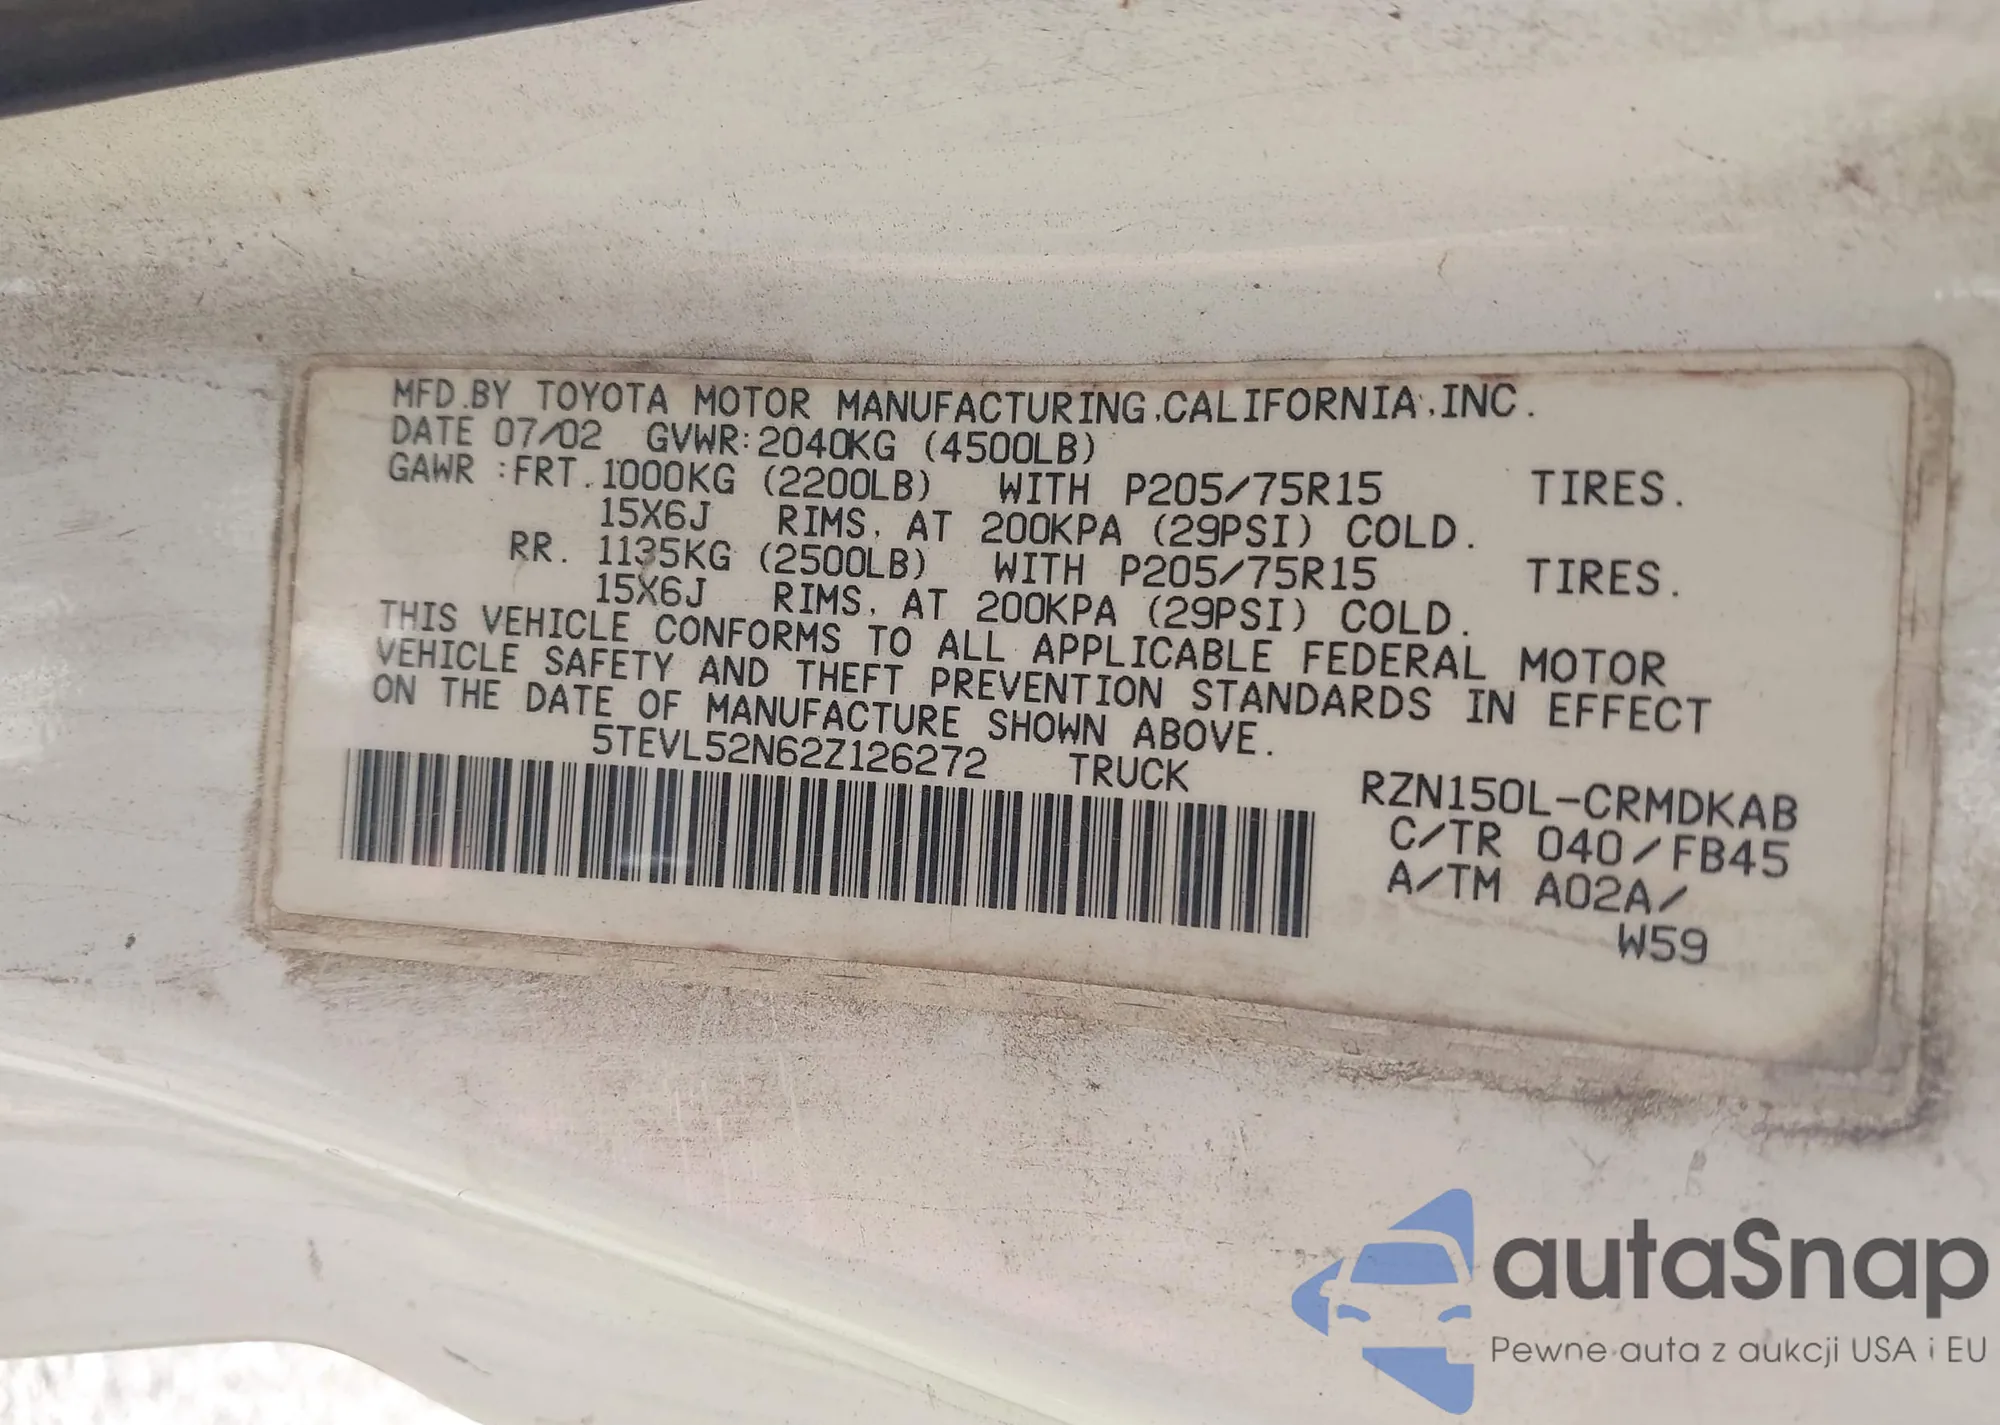 MFD.BY TOYOTA MOTOR MANUFACTURING,CALIFORNIA,INC.
DATE 07/02 GVWR:2040KG (4500LB)
GAWR :FRT.1000KG (2200LB) WITH P205/75R15 TIRES.
15X6J RIMS, AT 200KPA (29PSI) COLD.
RR. 1135KG (2500LB) WITH P205/75R15 TIRES.
15X6J RIMS, AT 200KPA (29PSI) COLD.
THIS VEHICLE CONFORMS TO ALL APPLICABLE FEDERAL MOTOR
VEHICLE SAFETY AND THEFT PREVENTION STANDARDS IN EFFECT
ON THE DATE OF MANUFACTURE SHOWN ABOVE.
5TEVL52N62Z126272 TRUCK
RZN150L-CRMDKAB
C/TR 040/FB45
A/TM A02A/
W59
autaSnap
Pewne auta z aukcji USA i EU